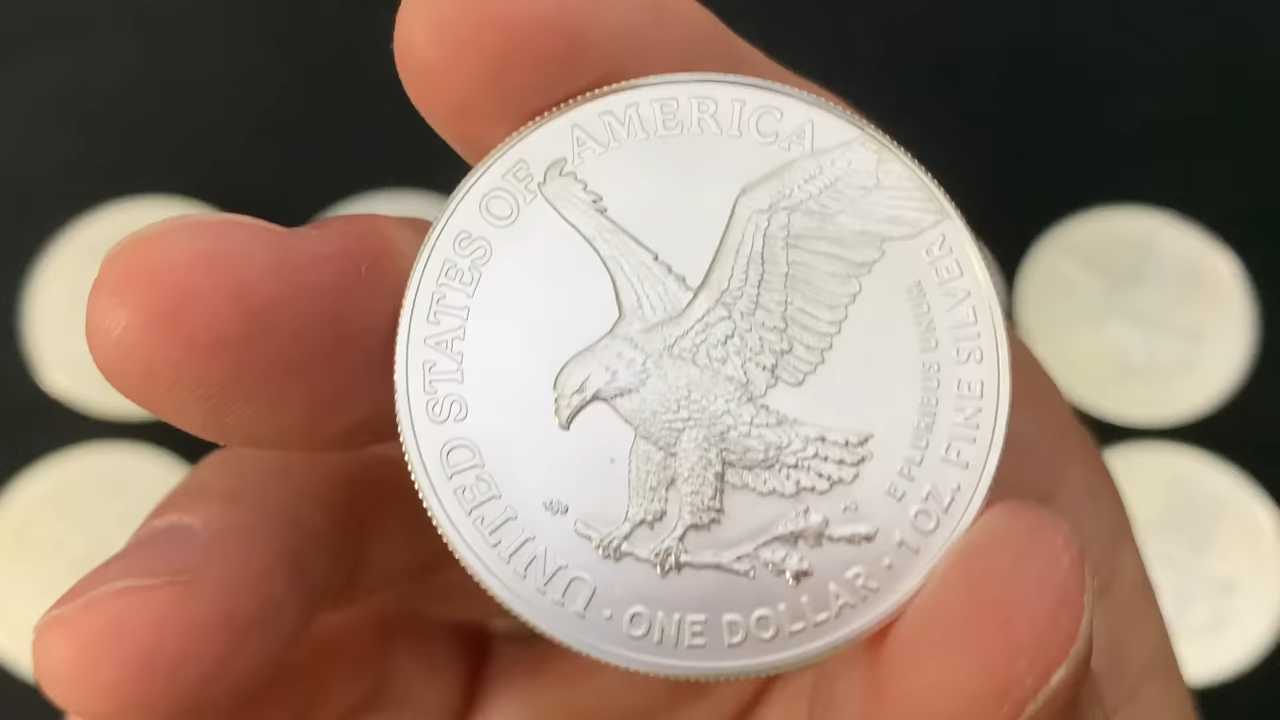 UNITED STATES OF AMERICA
E PLURIBUS UNUM
· ONE DOLLAR · 1 OZ. FINE SILVER